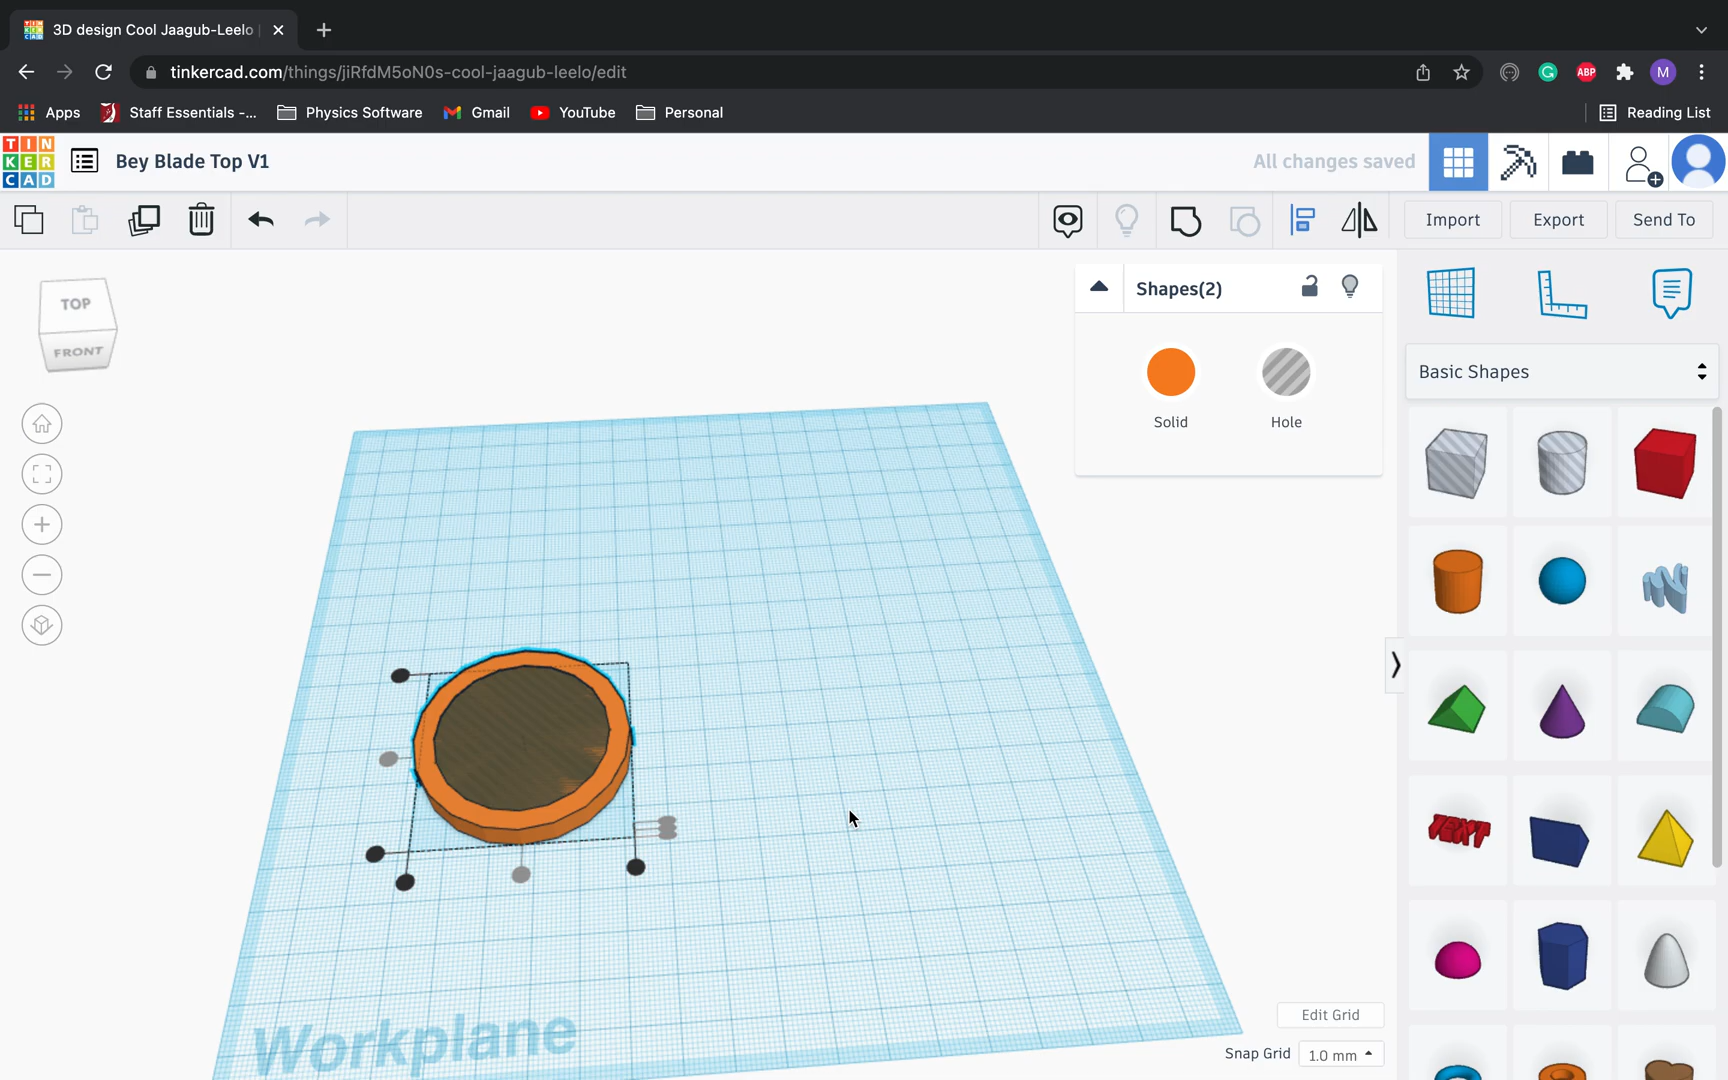 3D design Cool Jaagub-Leelo
tinkercad.com/things/jiRfdM5oN0s-cool-jaagub-leelo/edit
ABP
M
Apps
Staff Essentials -...
Physics Software
Gmail
YouTube
Personal
Reading List
TIN
KER
CAD
Bey Blade Top V1
All changes saved
Import
Export
Send To
TOP
FRONT
Shapes(2)
Solid
Hole
Basic Shapes
TEXT
Workplane
Edit Grid
Snap Grid
1.0 mm